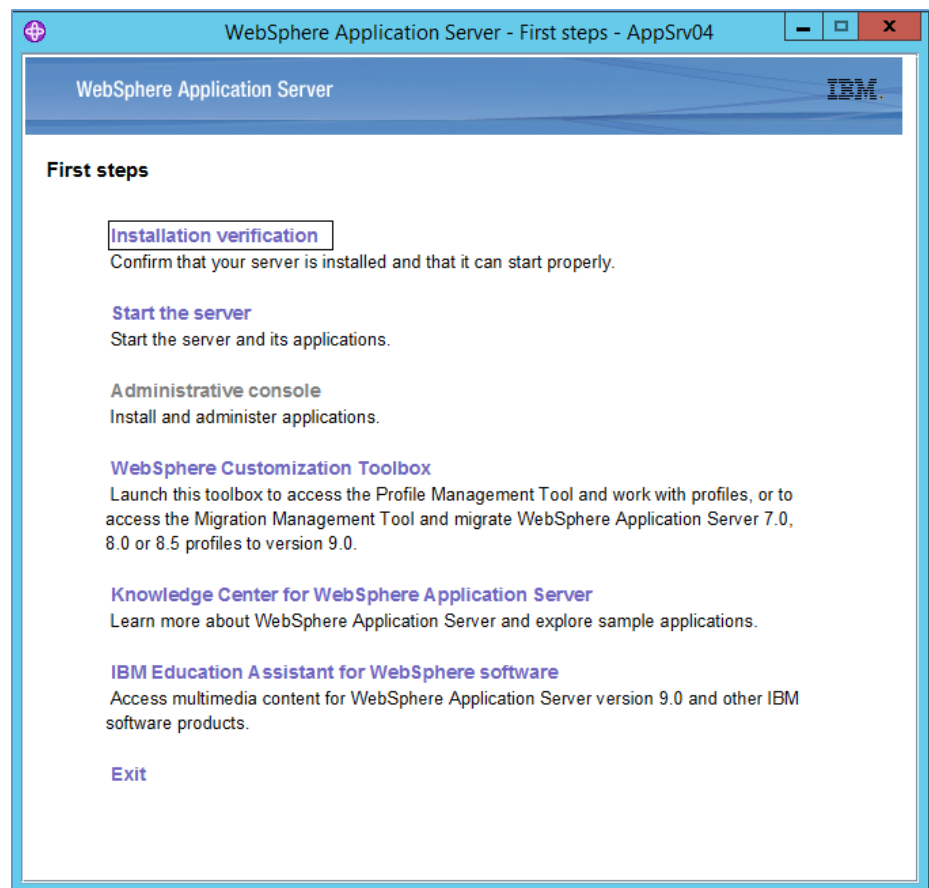 WebSphere Application Server - First steps - AppSrv04
WebSphere Application Server
IBM.
First steps
Installation verification
Confirm that your server is installed and that it can start properly.
Start the server
Start the server and its applications.
Administrative console
Install and administer applications.
WebSphere Customization Toolbox
Launch this toolbox to access the Profile Management Tool and work with profiles, or to
access the Migration Management Tool and migrate WebSphere Application Server 7.0,
8.0 or 8.5 profiles to version 9.0.
Knowledge Center for WebSphere Application Server
Learn more about WebSphere Application Server and explore sample applications.
IBM Education Assistant for WebSphere software
Access multimedia content for WebSphere Application Server version 9.0 and other IBM
software products.
Exit